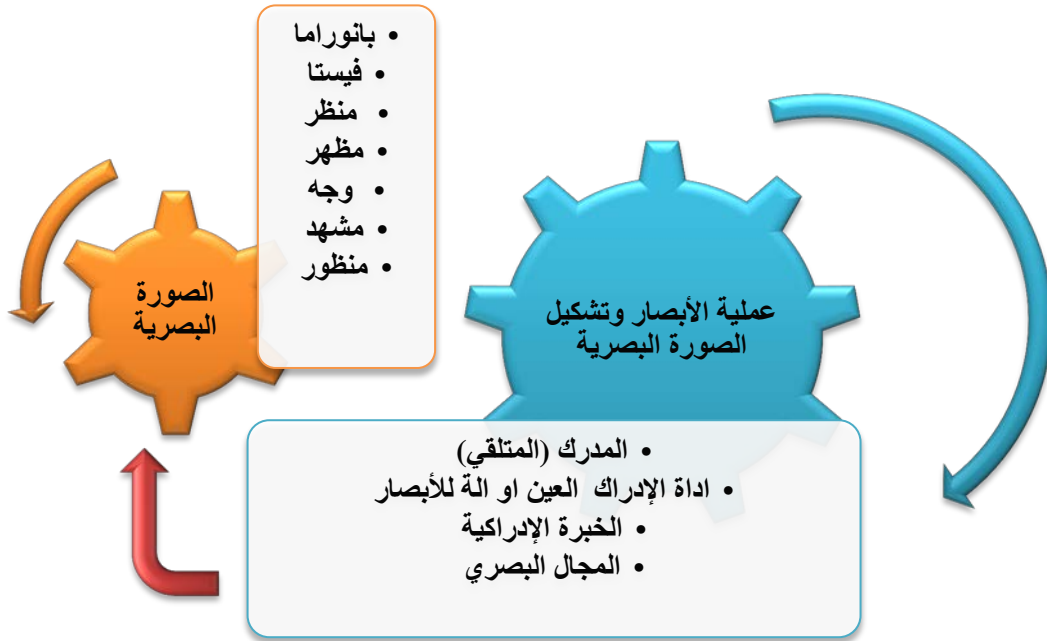 • بانوراما
• فيستا
• منظر
• مظهر
• وجه
• مشهد
• منظور
الصورة
البصرية
عملية الأبصار وتشكيل
الصورة البصرية
• المدرك (المتلقي)
• اداة الإدراك العين او الة للأبصار
• الخبرة الإدراكية
• المجال البصري